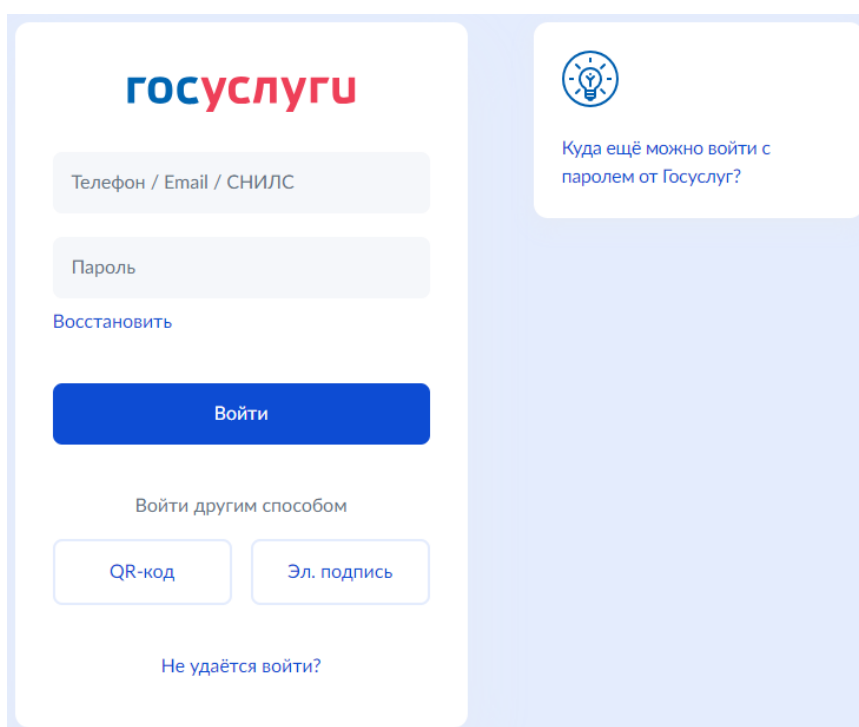 госуслуги
Телефон / Email / СНИЛС
Пароль
Восстановить
Войти
Войти другим способом
QR-код
Эл. подпись
Не удаётся войти?
Куда ещё можно войти с
паролем от Госуслуг?